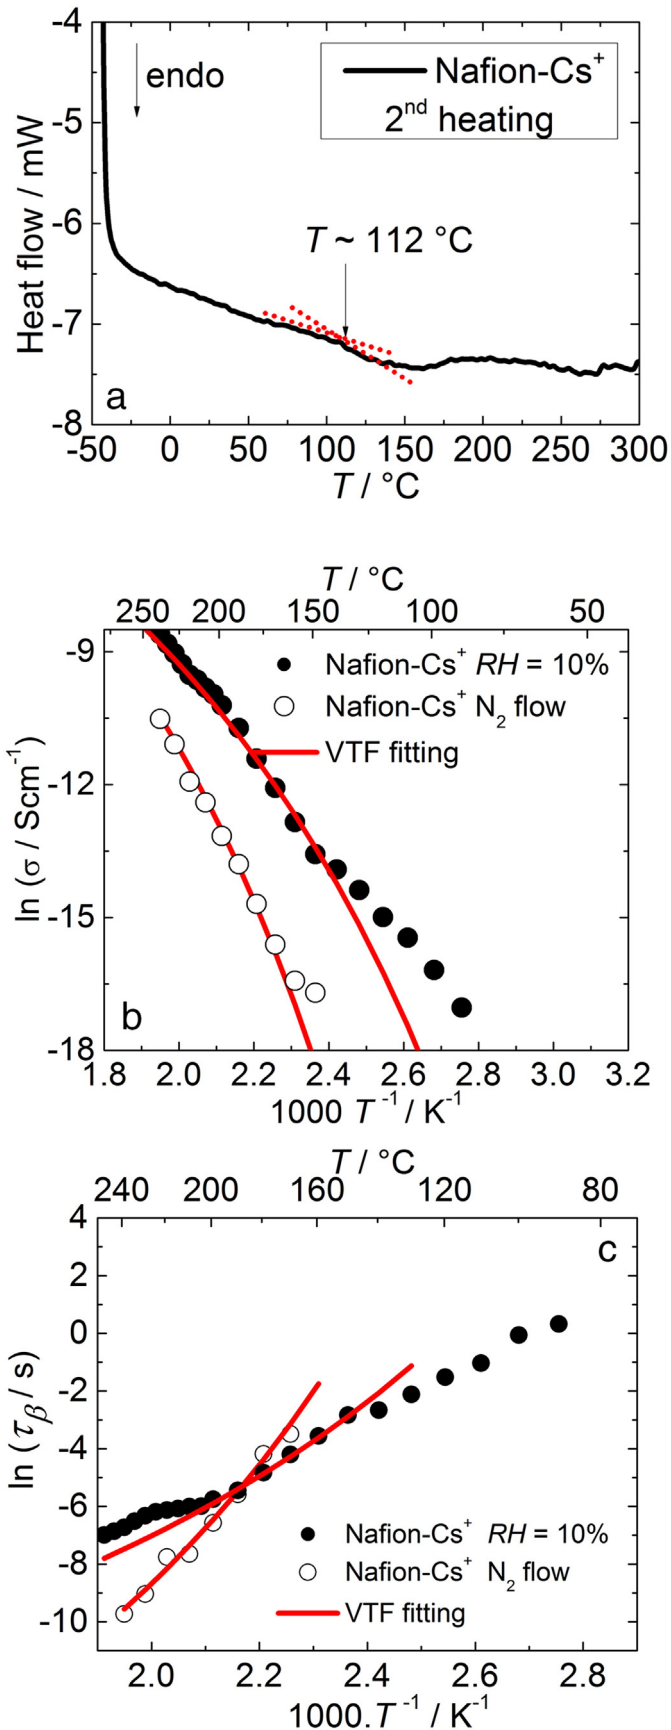 -4
endo
Nafion-Cs⁺
2ⁿᵈ heating
-5
Heat flow / mW
-6
T ~ 112 °C
-7
a
-8
-50 0 50 100 150 200 250 300
T / °C
T / °C
250 200 150 100 50
-9
Nafion-Cs⁺ RH = 10%
Nafion-Cs⁺ N₂ flow
VTF fitting
-12
ln (σ / Scm⁻¹)
-15
b
-18
1.8 2.0 2.2 2.4 2.6 2.8 3.0 3.2
1000 T⁻¹ / K⁻¹
T / °C
240 200 160 120 80
4
c
2
0
-2
ln (τβ / s)
-4
-6
Nafion-Cs⁺ RH = 10%
-8
Nafion-Cs⁺ N₂ flow
VTF fitting
-10
2.0 2.2 2.4 2.6 2.8
1000.T⁻¹ / K⁻¹